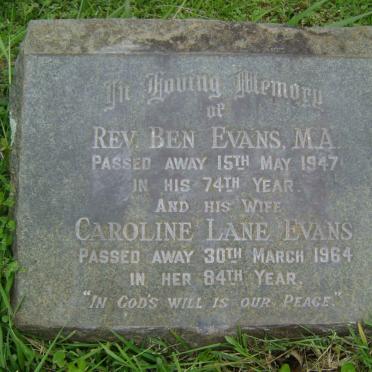 In Loving Memory
of
Rev. Ben Evans, M.A.
Passed away 15th May 1947
in his 74th Year.
And his Wife
Caroline Lane Evans
Passed away 30th March 1964
in her 84th Year.
"In God's will is our Peace."